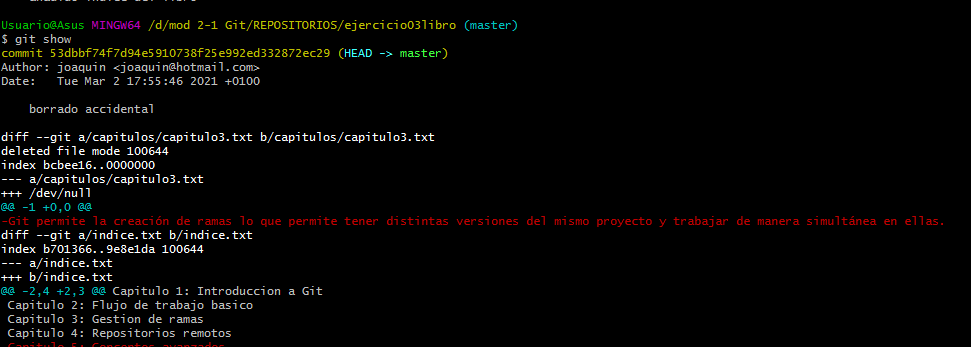 Usuario@Asus MINGW64 /d/mod 2-1 Git/REPOSITORIOS/ejercicio03libro (master)
$ git show
commit 53dbbf74f7d94e5910738f25e992ed332872ec29 (HEAD -> master)
Author: joaquin <joaquin@hotmail.com>
Date:   Tue Mar 2 17:55:46 2021 +0100
    borrado accidental
diff --git a/capitulos/capitulo3.txt b/capitulos/capitulo3.txt
deleted file mode 100644
index bcbee16..0000000
--- a/capitulos/capitulo3.txt
+++ /dev/null
@@ -1 +0,0 @@
-Git permite la creación de ramas lo que permite tener distintas versiones del mismo proyecto y trabajar de manera simultánea en ellas.
diff --git a/indice.txt b/indice.txt
index b701366..9e8e1da 100644
--- a/indice.txt
+++ b/indice.txt
@@ -2,4 +2,3 @@ Capitulo 1: Introduccion a Git
 Capitulo 2: Flujo de trabajo basico
 Capitulo 3: Gestion de ramas
 Capitulo 4: Repositorios remotos
-Capitulo 5: Conceptos avanzados